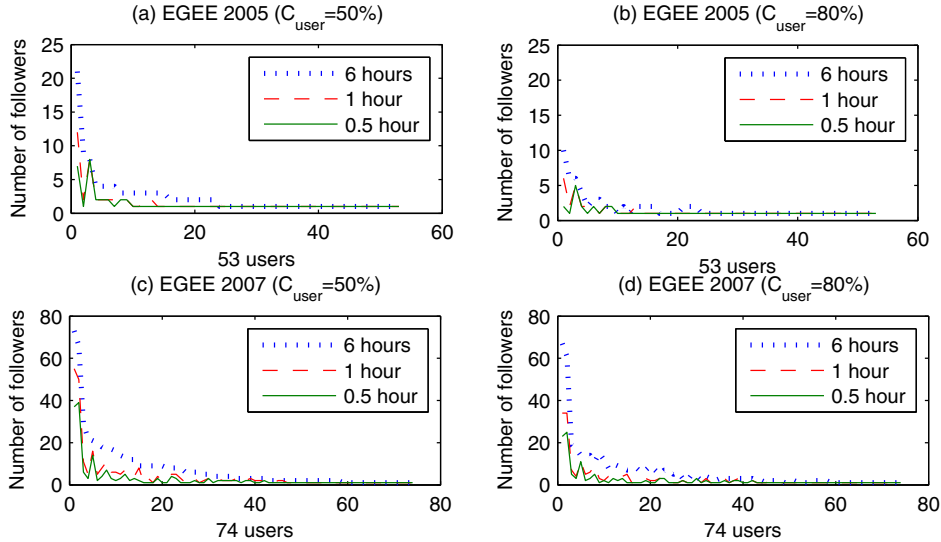 (a) EGEE 2005 (C_user=50%)
Number of followers
25
20
15
10
5
0
6 hours
1 hour
0.5 hour
0 20 40 60
53 users
(b) EGEE 2005 (C_user=80%)
Number of followers
25
20
15
10
5
0
6 hours
1 hour
0.5 hour
0 20 40 60
53 users
(c) EGEE 2007 (C_user=50%)
Number of followers
80
60
40
20
0
6 hours
1 hour
0.5 hour
0 20 40 60 80
74 users
(d) EGEE 2007 (C_user=80%)
Number of followers
80
60
40
20
0
6 hours
1 hour
0.5 hour
0 20 40 60 80
74 users